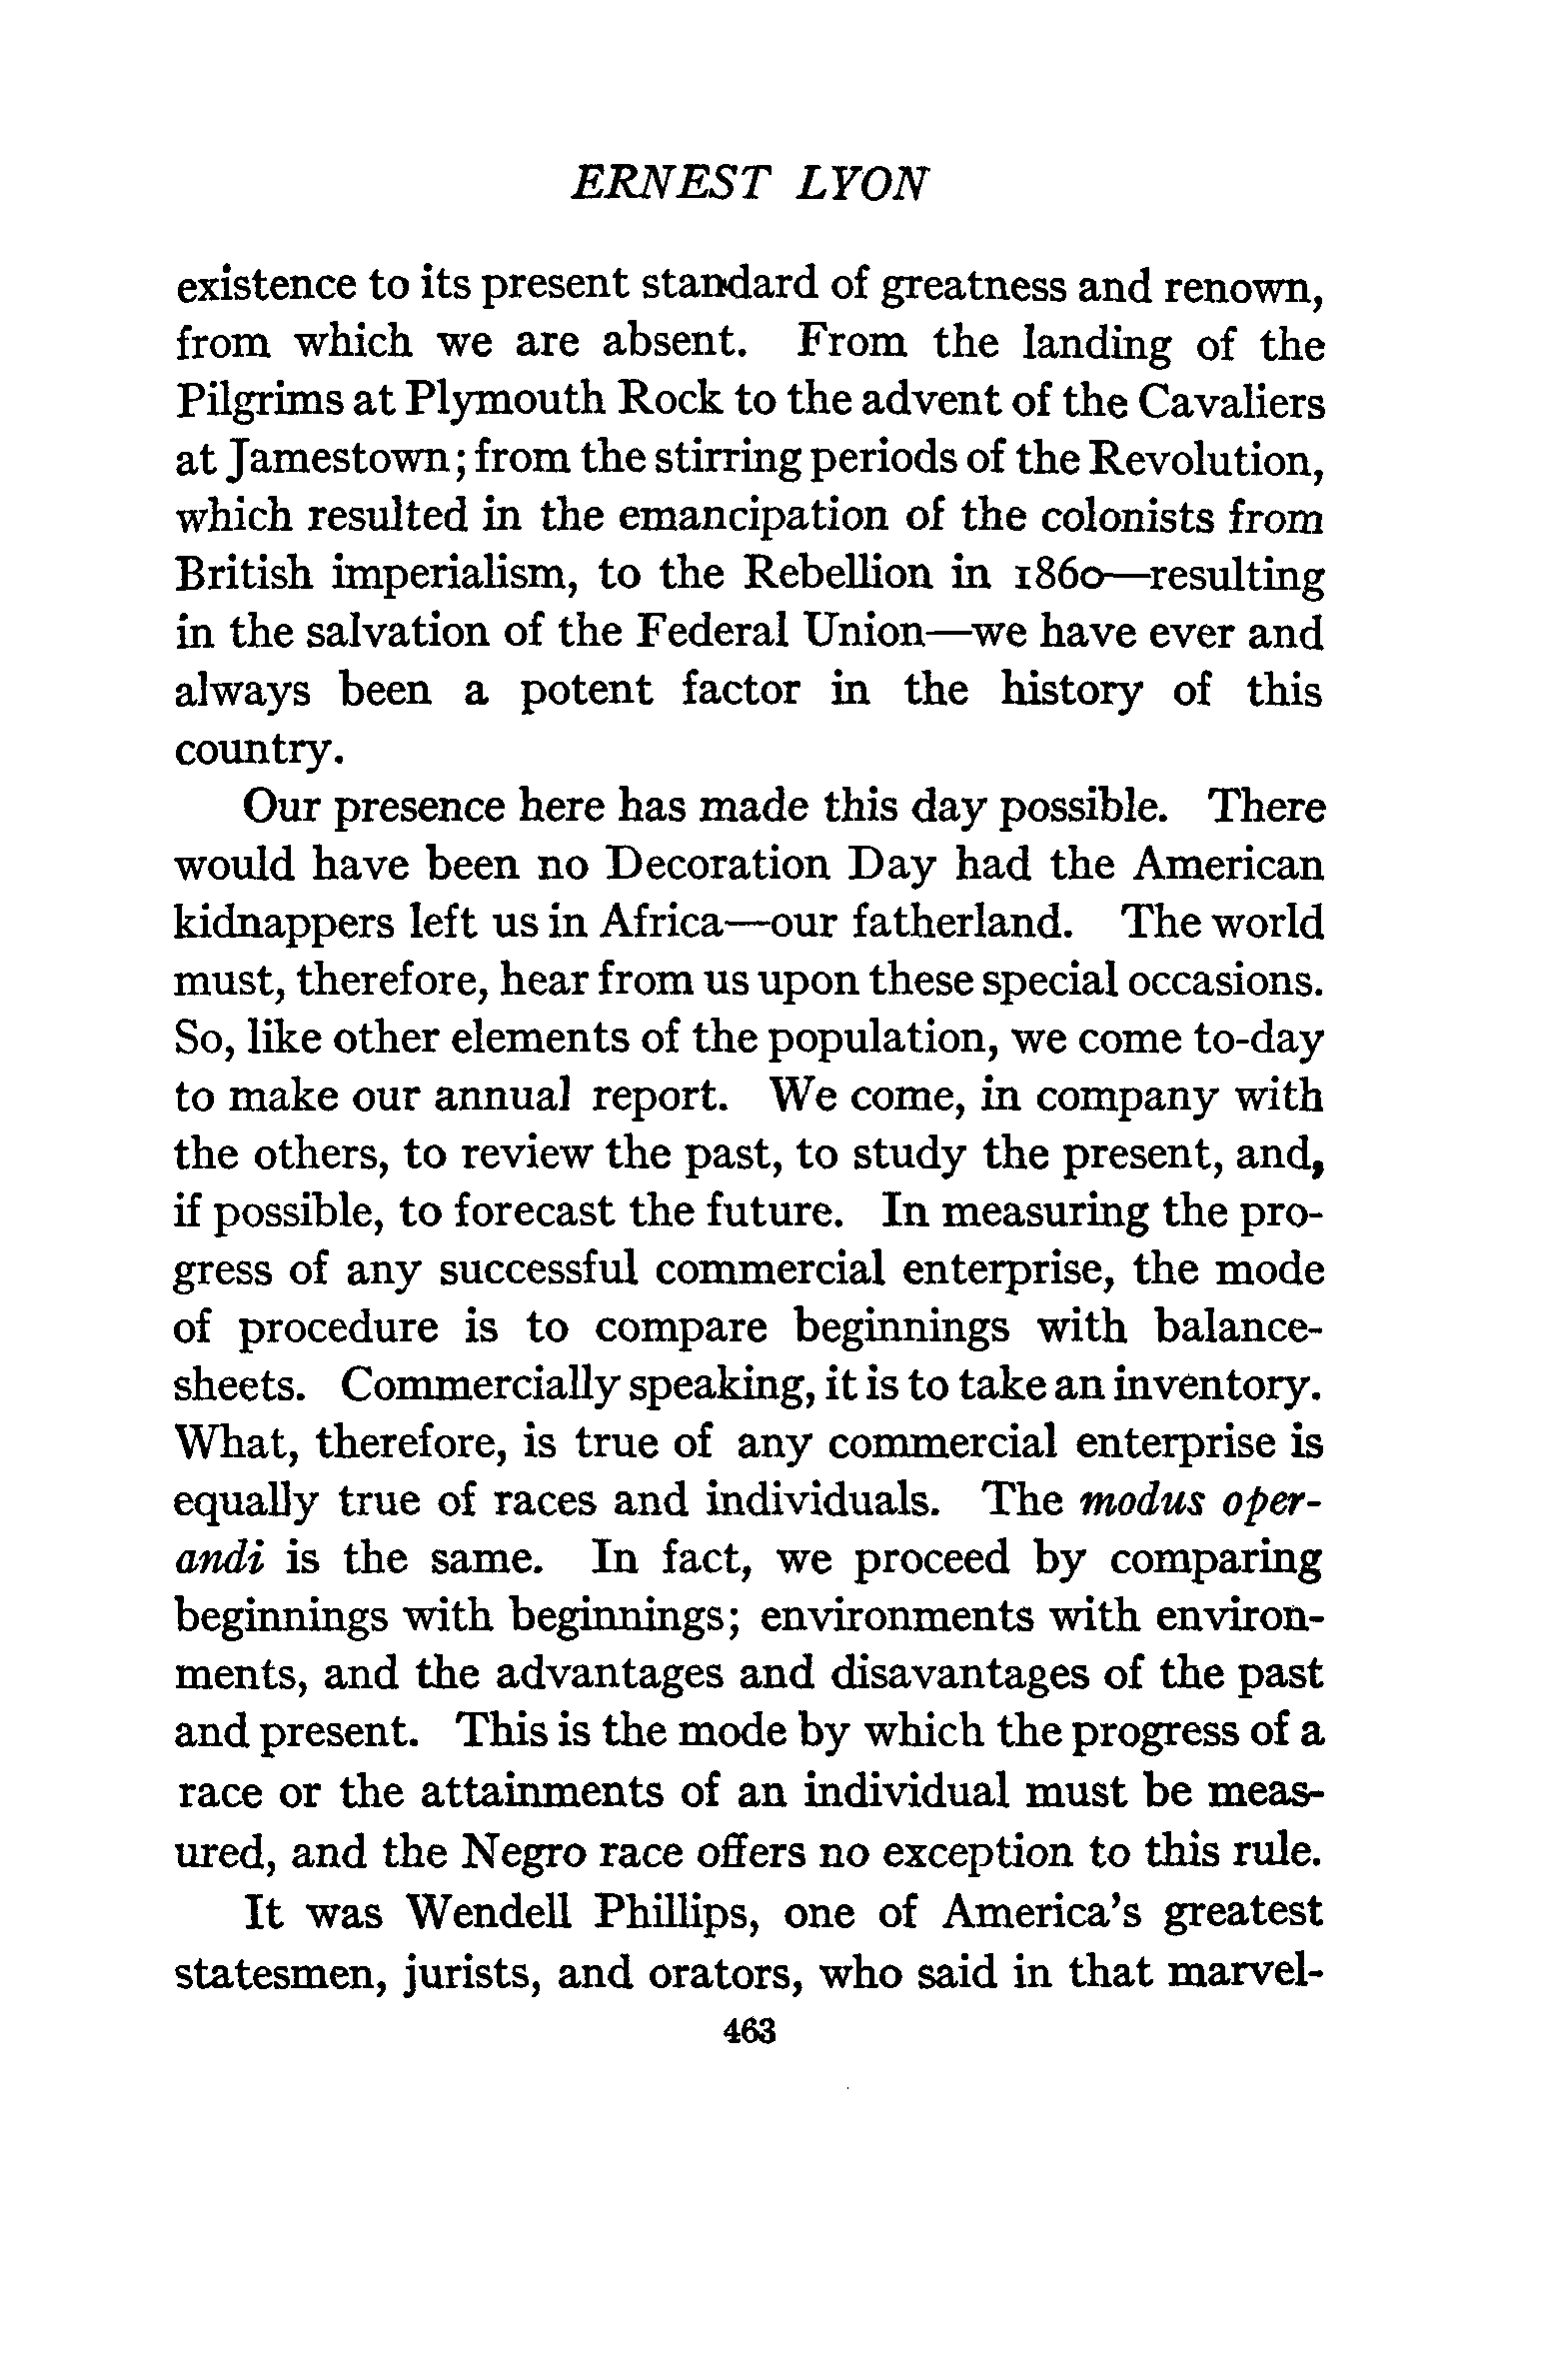 ERNEST LYON
existence to its present standard of greatness and renown,
from which we are absent. From the landing of the
Pilgrims at Plymouth Rock to the advent of the Cavaliers
at Jamestown; from the stirring periods of the Revolution,
which resulted in the emancipation of the colonists from
British imperialism, to the Rebellion in 1860—resulting
in the salvation of the Federal Union—we have ever and
always been a potent factor in the history of this
country.
Our presence here has made this day possible. There
would have been no Decoration Day had the American
kidnappers left us in Africa—our fatherland. The world
must, therefore, hear from us upon these special occasions.
So, like other elements of the population, we come to-day
to make our annual report. We come, in company with
the others, to review the past, to study the present, and,
if possible, to forecast the future. In measuring the pro-
gress of any successful commercial enterprise, the mode
of procedure is to compare beginnings with balance-
sheets. Commercially speaking, it is to take an inventory.
What, therefore, is true of any commercial enterprise is
equally true of races and individuals. The modus oper-
andi is the same. In fact, we proceed by comparing
beginnings with beginnings; environments with environ-
ments, and the advantages and disavantages of the past
and present. This is the mode by which the progress of a
race or the attainments of an individual must be meas-
ured, and the Negro race offers no exception to this rule.
It was Wendell Phillips, one of America's greatest
statesmen, jurists, and orators, who said in that marvel-
463